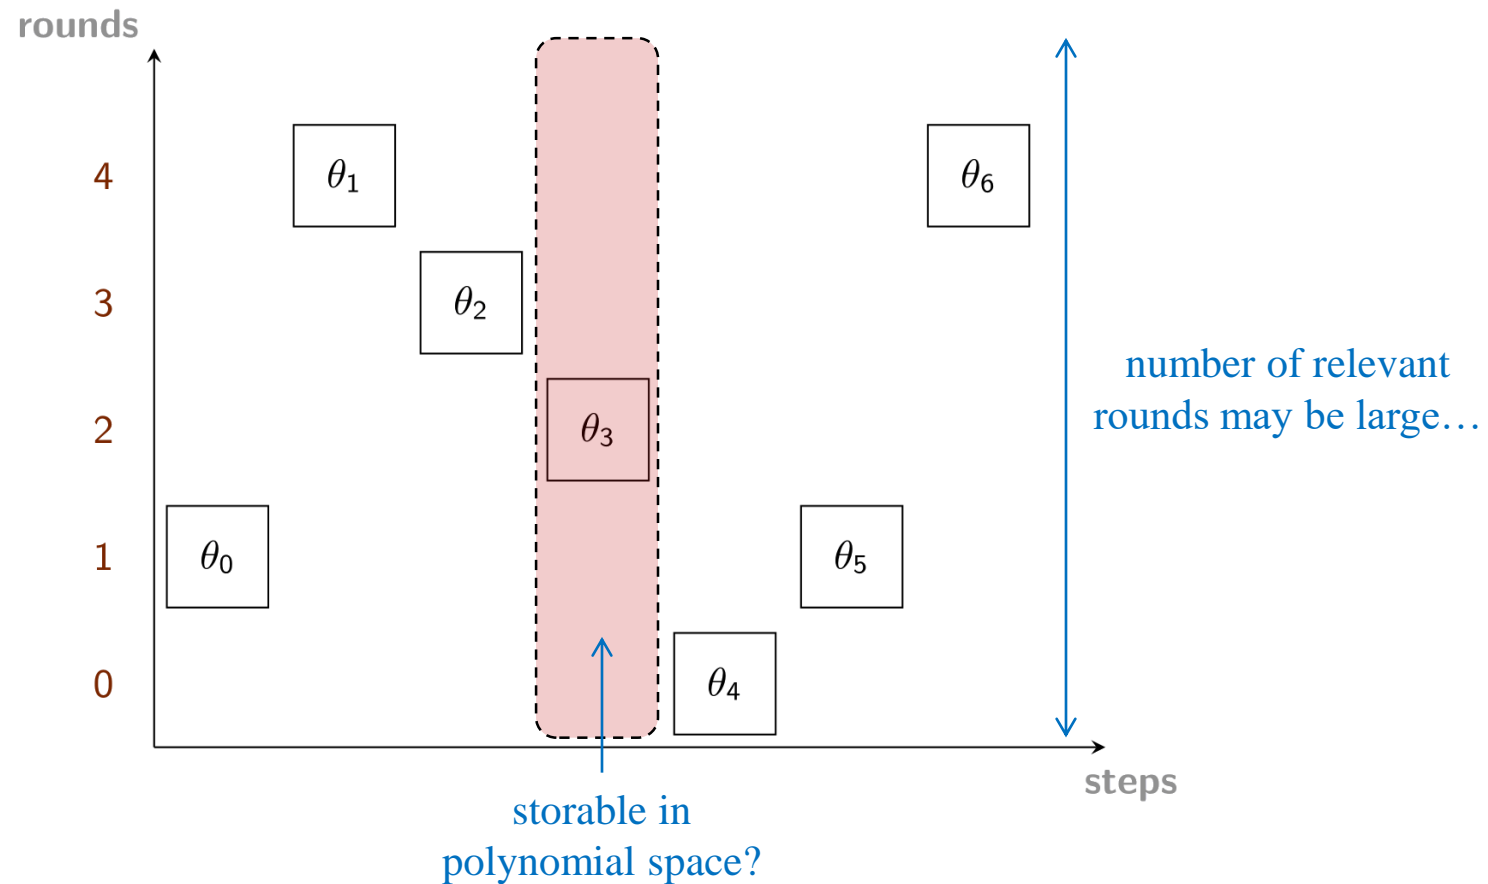 rounds
4
θ1
θ6
3
θ2
number of relevant
rounds may be large…
2
θ3
1
θ0
θ5
0
θ4
steps
storable in
polynomial space?